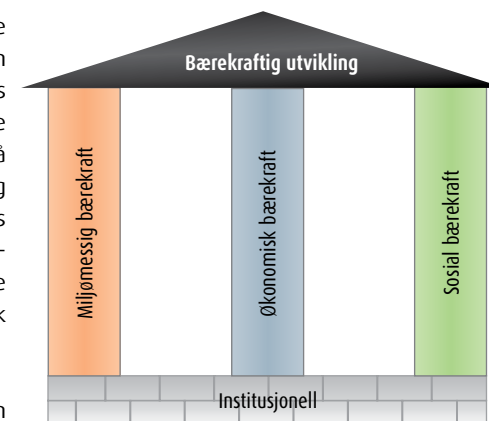 Bærekraftig utvikling
Miljømessig bærekraft
Økonomisk bærekraft
Sosial bærekraft
Institusjonell